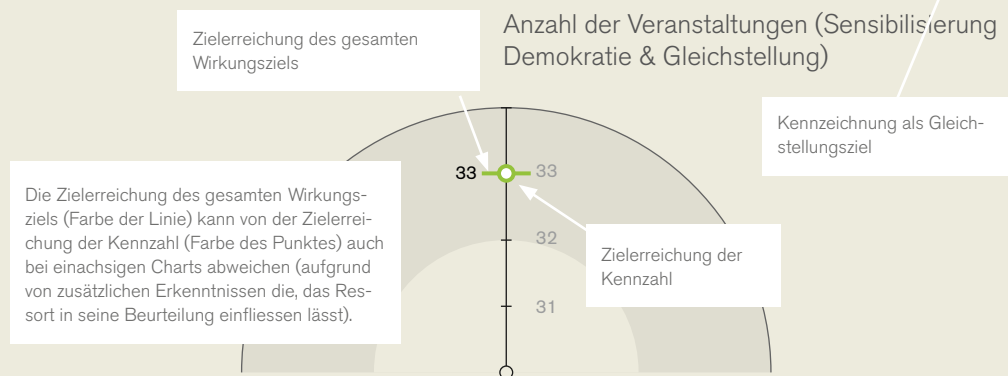 Anzahl der Veranstaltungen (Sensibilisierung
Demokratie & Gleichstellung)
Zielerreichung des gesamten
Wirkungsziels
Kennzeichnung als Gleich-
stellungsziel
33
33
Die Zielerreichung des gesamten Wirkungs-
ziels (Farbe der Linie) kann von der Zielerrei-
chung der Kennzahl (Farbe des Punktes) auch
bei einachsigen Charts abweichen (aufgrund
von zusätzlichen Erkenntnissen die, das Res-
sort in seine Beurteilung einfliessen lässt).
32
Zielerreichung der
Kennzahl
31